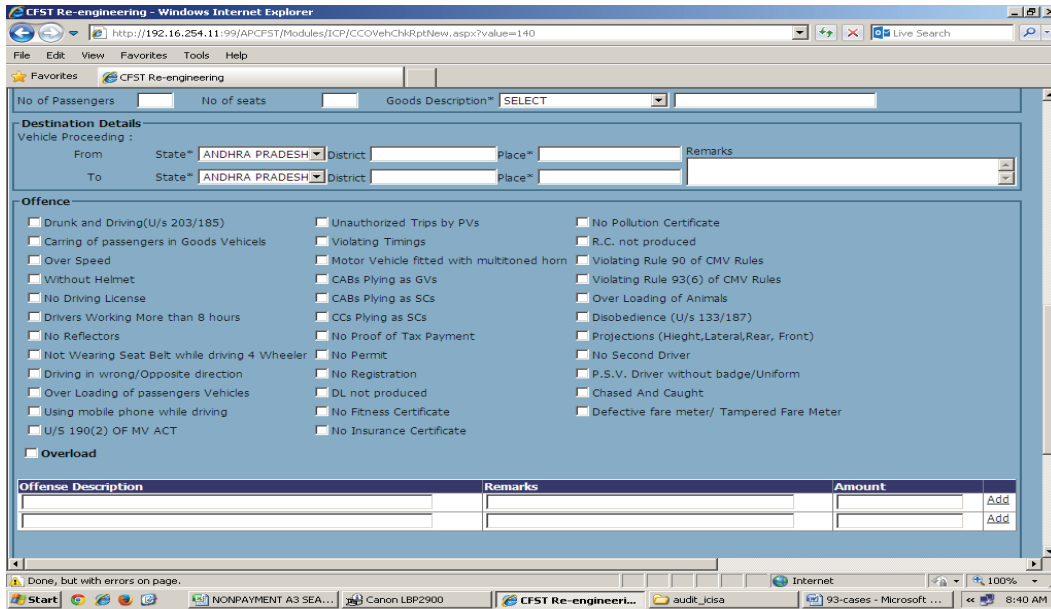 CFST Re-engineering - Windows Internet Explorer
http://192.16.254.11:99/APCFST/Modules/ICP/CCOVehChkRptNew.aspx?value=140
Live Search
File Edit View Favorites Tools Help
Favorites CFST Re-engineering
No of Passengers No of seats Goods Description* SELECT
Destination Details
Vehicle Proceeding :
From State* ANDHRA PRADESH District Place* Remarks
To State* ANDHRA PRADESH District Place*
Offence
Drunk and Driving(U/s 203/185) Unauthorized Trips by PVs No Pollution Certificate
Carring of passengers in Goods Vehicels Violating Timings R.C. not produced
Over Speed Motor Vehicle fitted with multitoned horn Violating Rule 90 of CMV Rules
Without Helmet CABs Plying as GVs Violating Rule 93(6) of CMV Rules
No Driving License CABs Plying as SCs Over Loading of Animals
Drivers Working More than 8 hours CCs Plying as SCs Disobedience (U/s 133/187)
No Reflectors No Proof of Tax Payment Projections (Hieght,Lateral,Rear, Front)
Not Wearing Seat Belt while driving 4 Wheeler No Permit No Second Driver
Driving in wrong/Opposite direction No Registration P.S.V. Driver without badge/Uniform
Over Loading of passengers Vehicles DL not produced Chased And Caught
Using mobile phone while driving No Fitness Certificate Defective fare meter/ Tampered Fare Meter
U/S 190(2) OF MV ACT No Insurance Certificate
Overload
Offense Description Remarks Amount
Add
Add
Done, but with errors on page. Internet 100%
Start NONPAYMENT A3 SEA... Canon LBP2900 CFST Re-engineeri... audit_icisa 93-cases - Microsoft ... 8:40 AM